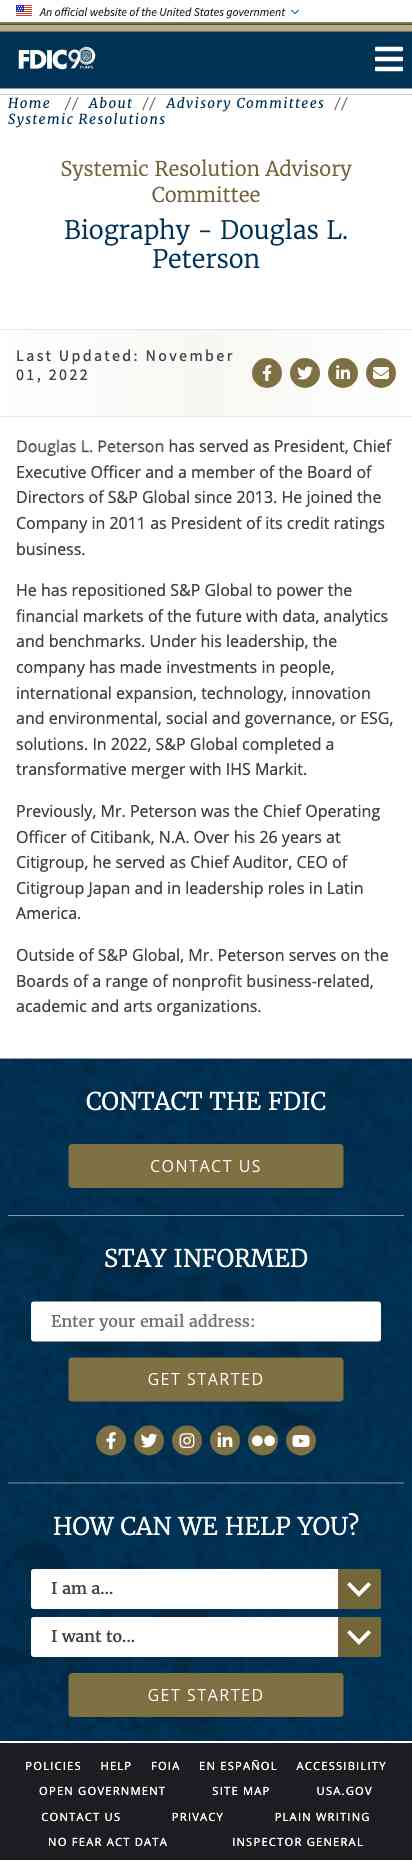 An official website of the United States government
FDIC 90
Home // About // Advisory Committees //
Systemic Resolutions
Systemic Resolution Advisory
Committee
Biography - Douglas L.
Peterson
Last Updated: November
01, 2022
Douglas L. Peterson has served as President, Chief
Executive Officer and a member of the Board of
Directors of S&P Global since 2013. He joined the
Company in 2011 as President of its credit ratings
business.
He has repositioned S&P Global to power the
financial markets of the future with data, analytics
and benchmarks. Under his leadership, the
company has made investments in people,
international expansion, technology, innovation
and environmental, social and governance, or ESG,
solutions. In 2022, S&P Global completed a
transformative merger with IHS Markit.
Previously, Mr. Peterson was the Chief Operating
Officer of Citibank, N.A. Over his 26 years at
Citigroup, he served as Chief Auditor, CEO of
Citigroup Japan and in leadership roles in Latin
America.
Outside of S&P Global, Mr. Peterson serves on the
Boards of a range of nonprofit business-related,
academic and arts organizations.
CONTACT THE FDIC
CONTACT US
STAY INFORMED
Enter your email address:
GET STARTED
HOW CAN WE HELP YOU?
I am a...
I want to...
GET STARTED
POLICIES HELP FOIA EN ESPAÑOL ACCESSIBILITY
OPEN GOVERNMENT SITE MAP USA.GOV
CONTACT US PRIVACY PLAIN WRITING
NO FEAR ACT DATA INSPECTOR GENERAL